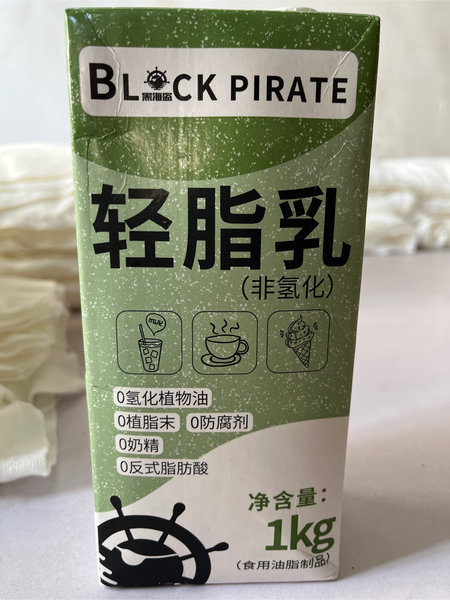 BLACK PIRATE
黑海盗
轻脂乳
(非氢化)
MILK
0氢化植物油
0植脂末 0防腐剂
0奶精
0反式脂肪酸
净含量:
1kg
(食用油脂制品)